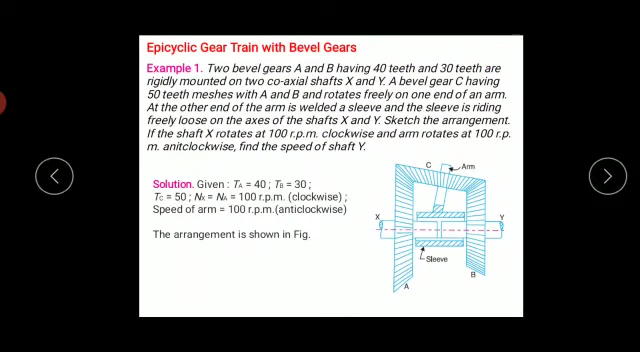 Epicyclic Gear Train with Bevel Gears
Example 1. Two bevel gears A and B having 40 teeth and 30 teeth are
rigidly mounted on two co-axial shafts X and Y. A bevel gear C having
50 teeth meshes with A and B and rotates freely on one end of an arm.
At the other end of the arm is welded a sleeve and the sleeve is riding
freely loose on the axes of the shafts X and Y. Sketch the arrangement.
If the shaft X rotates at 100 r.p.m. clockwise and arm rotates at 100 r.p.
m. anitclockwise, find the speed of shaft Y.
Solution. Given : TA = 40 ; TB = 30 ;
TC = 50 ; NX = NA = 100 r.p.m. (clockwise) ;
Speed of arm = 100 r.p.m.(anticlockwise)
The arrangement is shown in Fig.
C
Arm
X
Y
Sleeve
B
A